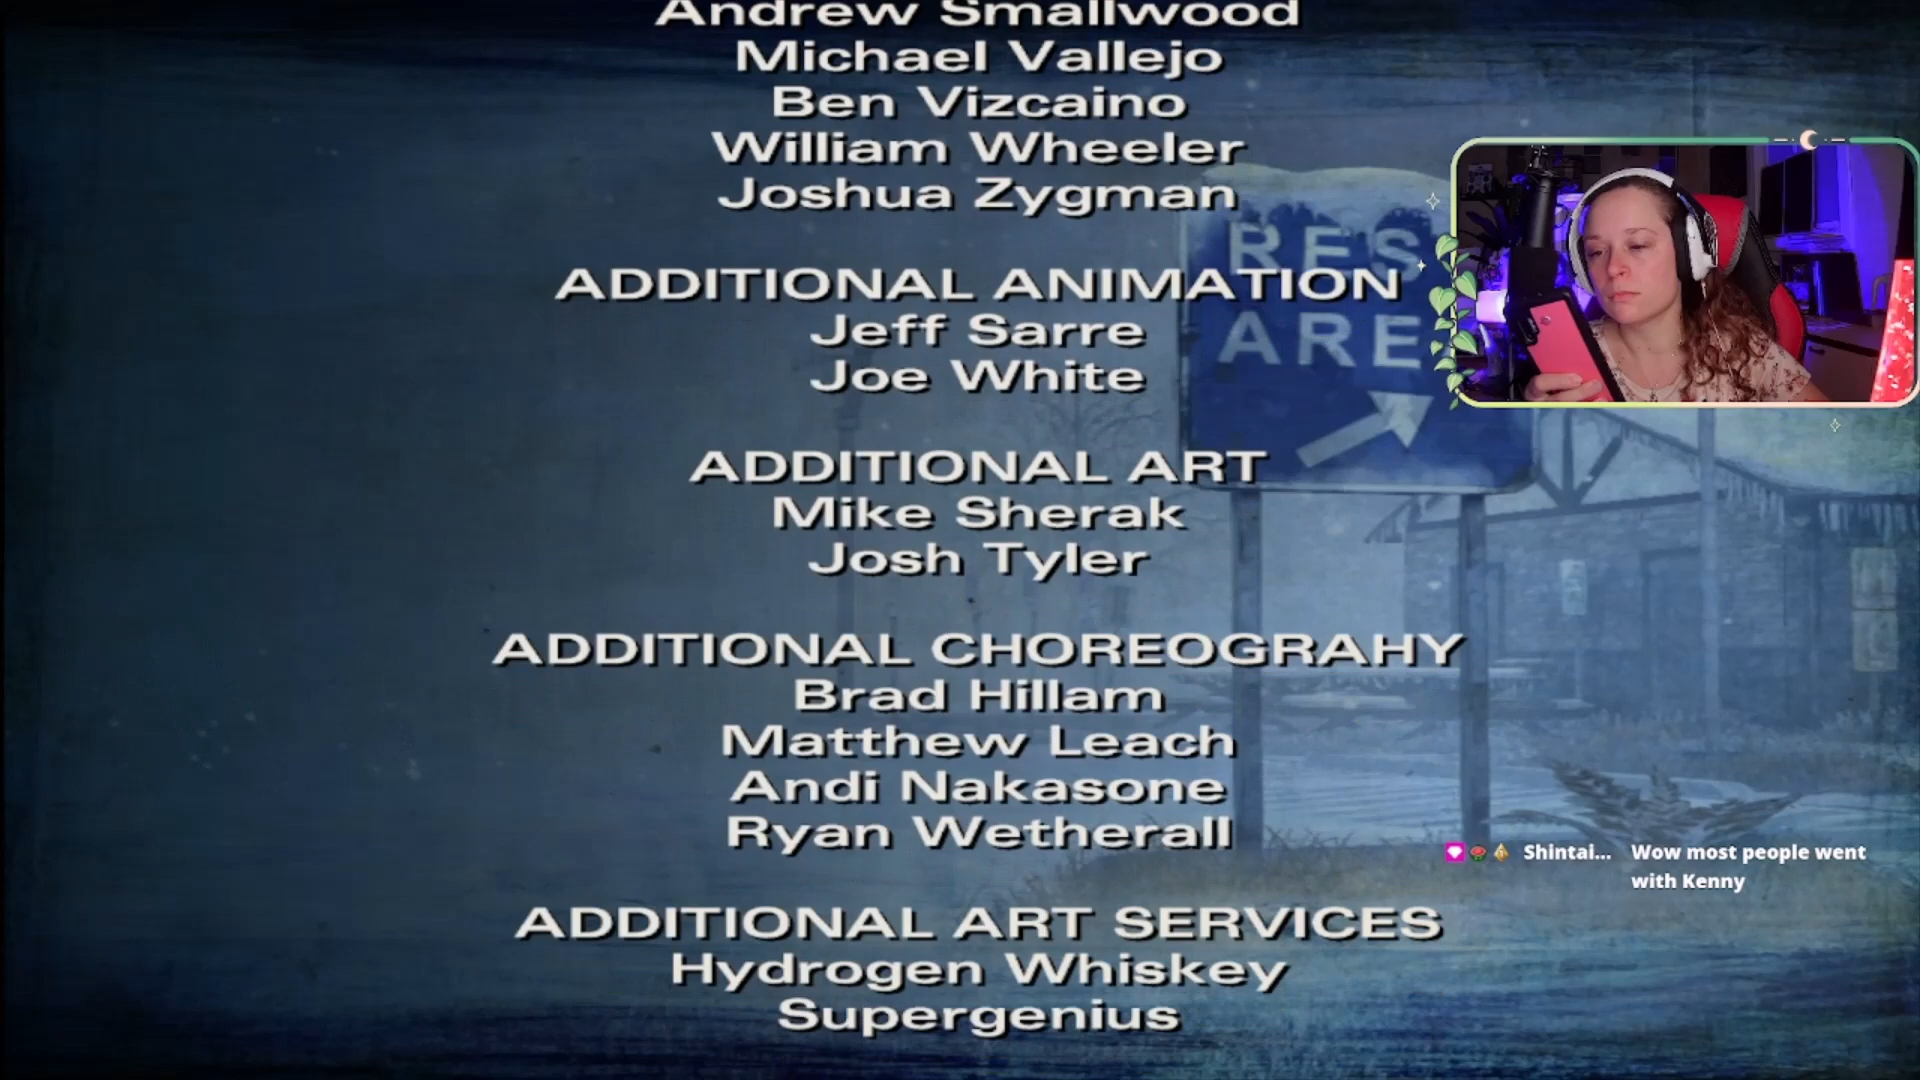 Andrew Smallwood
Michael Vallejo
Ben Vizcaino
William Wheeler
Joshua Zygman
ADDITIONAL ANIMATION
Jeff Sarre
Joe White
ADDITIONAL ART
Mike Sherak
Josh Tyler
ADDITIONAL CHOREOGRAHY
Brad Hillam
Matthew Leach
Andi Nakasone
Ryan Wetherall
ADDITIONAL ART SERVICES
Hydrogen Whiskey
Supergenius
RES
ARE
Shintai... Wow most people went
with Kenny